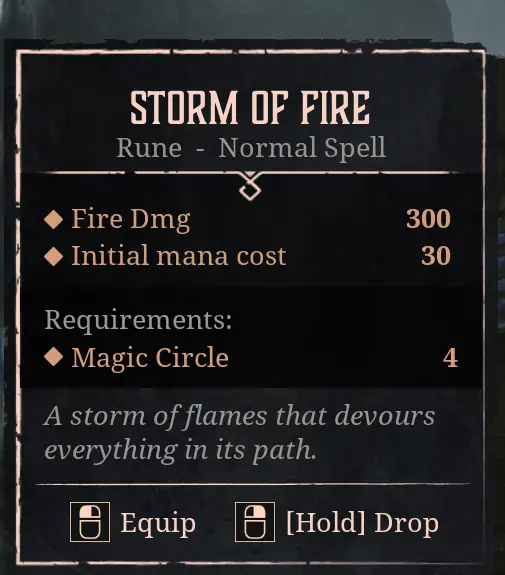 STORM OF FIRE
Rune - Normal Spell
Fire Dmg 300
Initial mana cost 30
Requirements:
Magic Circle 4
A storm of flames that devours
everything in its path.
Equip [Hold] Drop